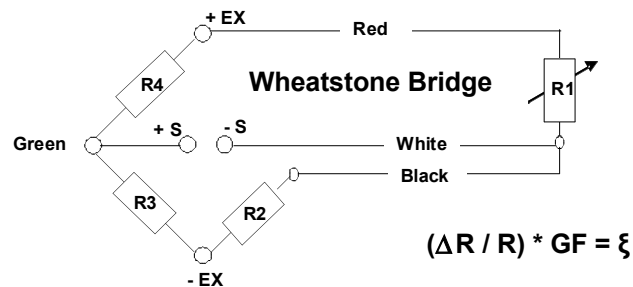 + EX
Red
R4
Wheatstone Bridge
R1
+ S
- S
Green
White
Black
R3
R2
(ΔR / R) * GF = ξ
- EX